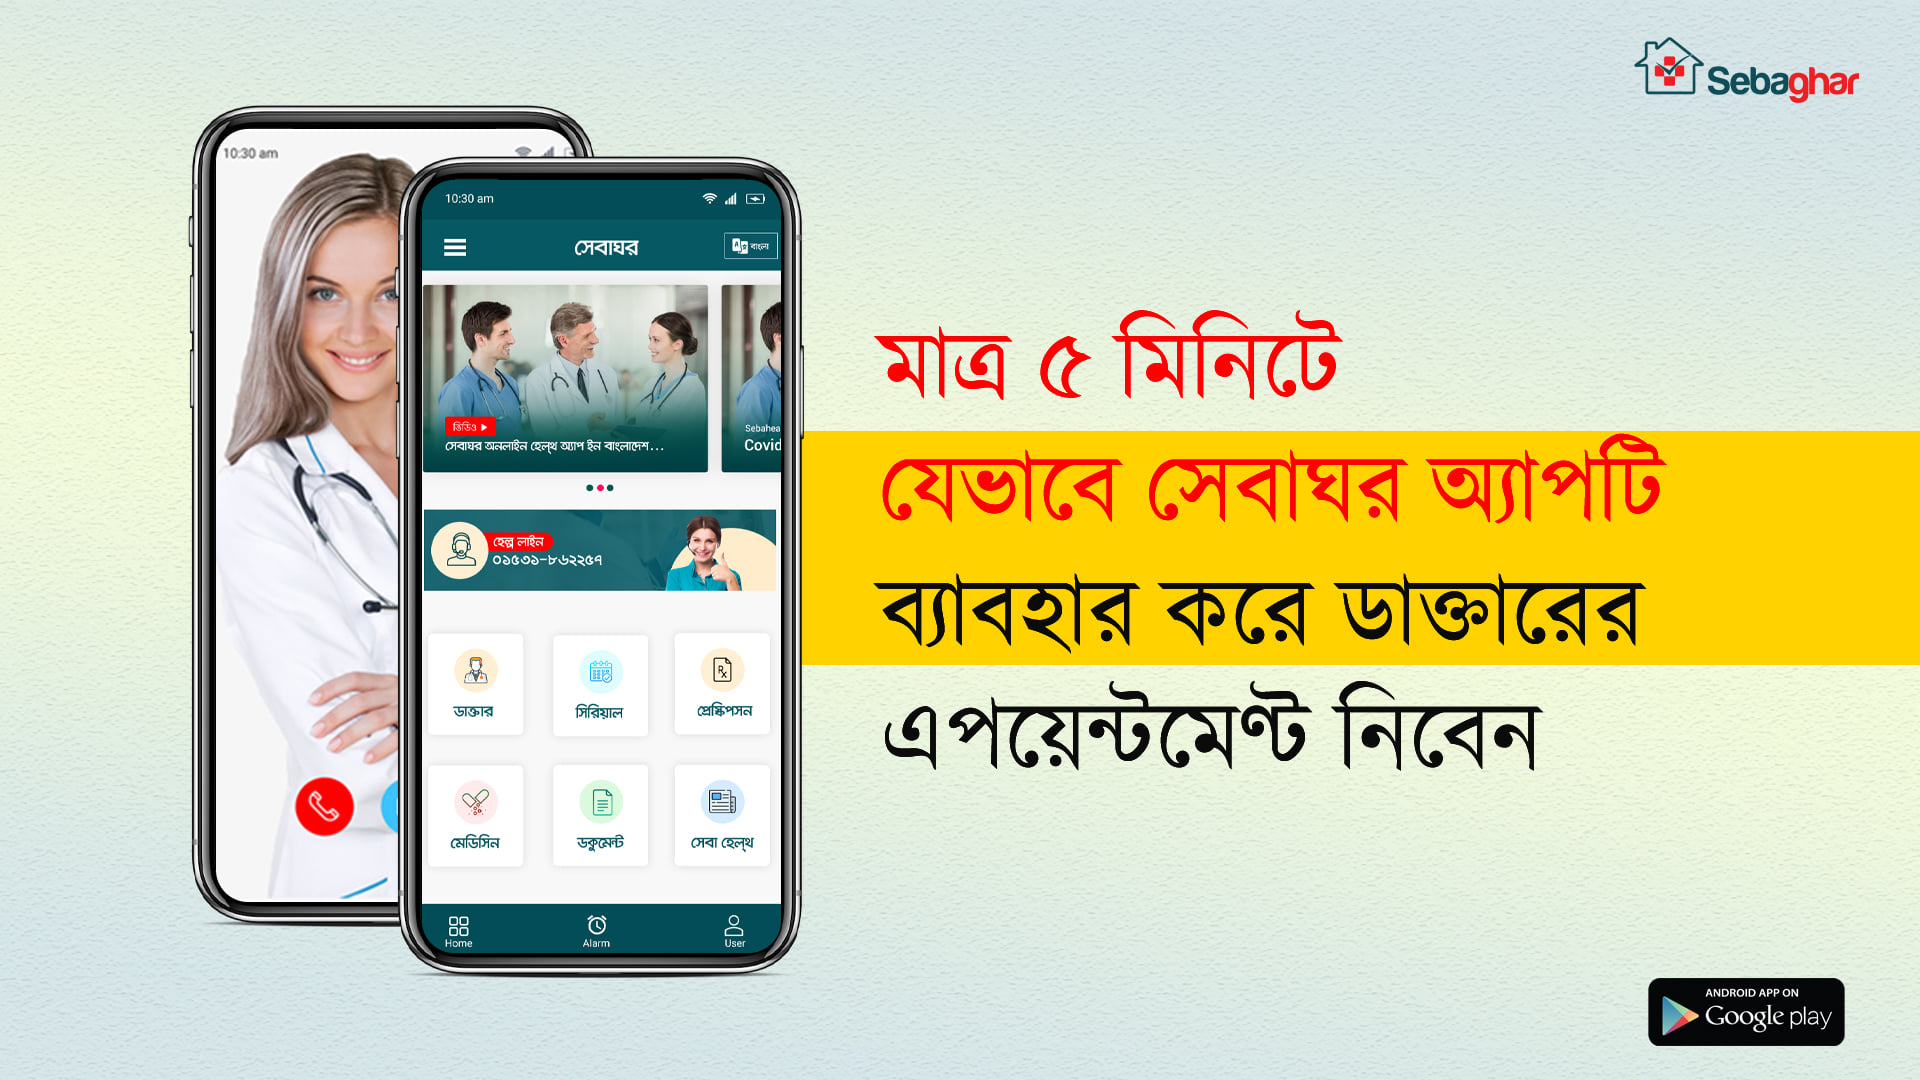 Sebaghar
10:30 am
10:30 am
সেবাঘর
বাংলা
ভিডিও
সেবাঘর অনলাইন হেল্থ অ্যাপ ইন বাংলাদেশ...
Sebahea
Covid
হেল্প লাইন
০১৫৩১-৮৬২২৫৭
ডাক্তার
সিরিয়াল
প্রেস্কিপসন
মেডিসিন
ডকুমেন্ট
সেবা হেল্থ
Home
Alarm
User
মাত্র ৫ মিনিটে
যেভাবে সেবাঘর অ্যাপটি
ব্যাবহার করে ডাক্তারের
এপয়েন্টমেণ্ট নিবেন
ANDROID APP ON
Google play